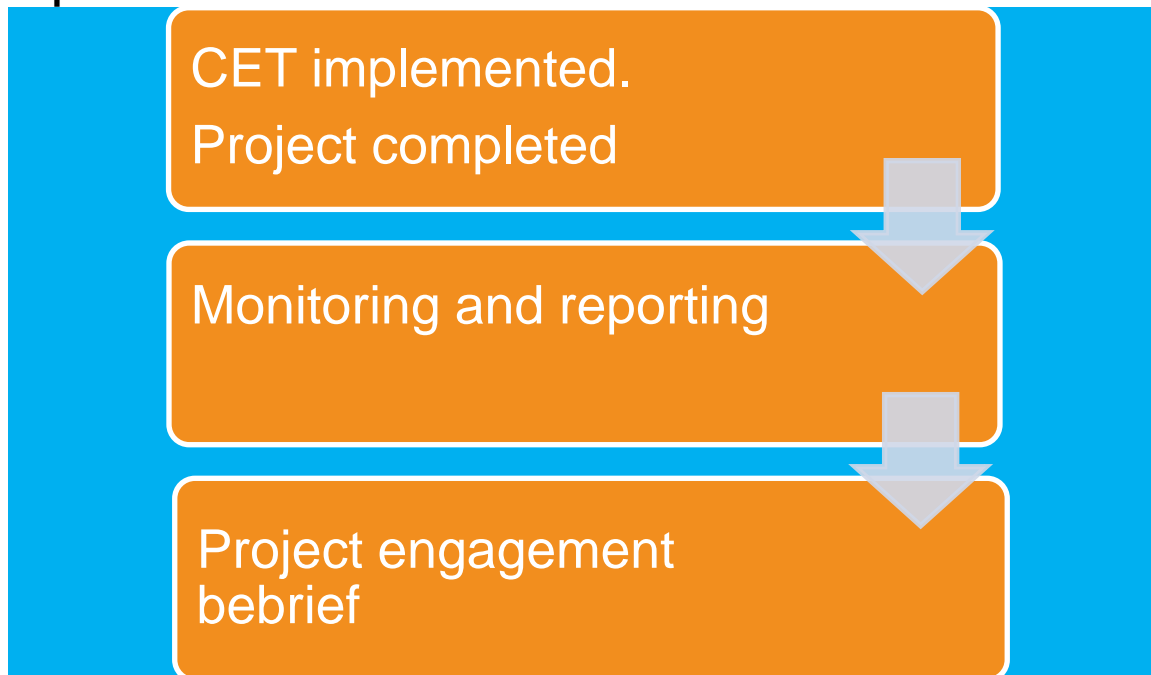 CET implemented.
Project completed
Monitoring and reporting
Project engagement
bebrief